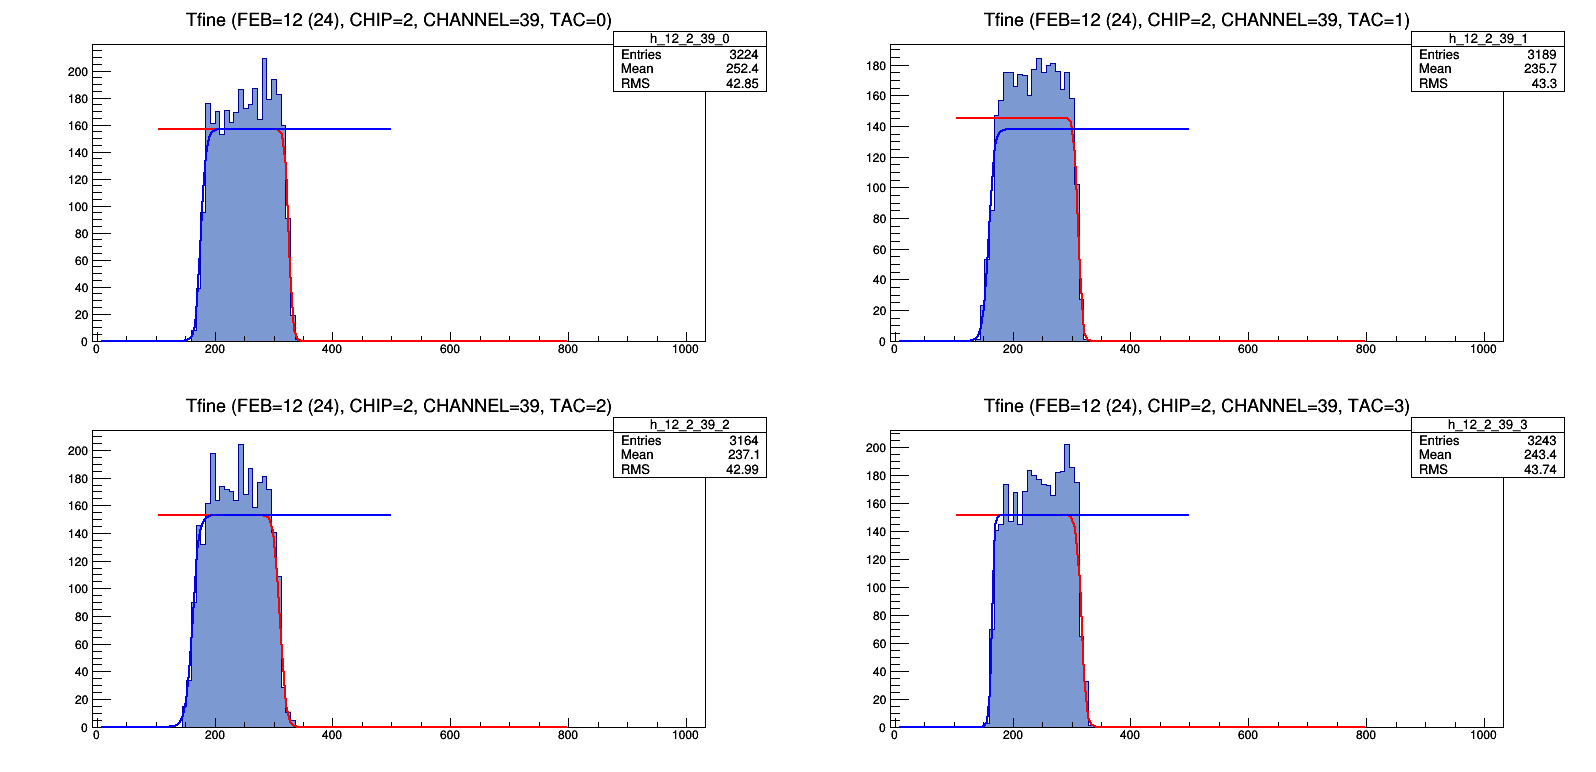 Tfine (FEB=12 (24), CHIP=2, CHANNEL=39, TAC=0)
h_12_2_39_0
Entries 3224
Mean 252.4
RMS 42.85
200
180
160
140
120
100
80
60
40
20
0
0 200 400 600 800 1000
Tfine (FEB=12 (24), CHIP=2, CHANNEL=39, TAC=1)
h_12_2_39_1
Entries 3189
Mean 235.7
RMS 43.3
180
160
140
120
100
80
60
40
20
0
0 200 400 600 800 1000
Tfine (FEB=12 (24), CHIP=2, CHANNEL=39, TAC=2)
h_12_2_39_2
Entries 3164
Mean 237.1
RMS 42.99
200
180
160
140
120
100
80
60
40
20
0
0 200 400 600 800 1000
Tfine (FEB=12 (24), CHIP=2, CHANNEL=39, TAC=3)
h_12_2_39_3
Entries 3243
Mean 243.4
RMS 43.74
200
180
160
140
120
100
80
60
40
20
0
0 200 400 600 800 1000